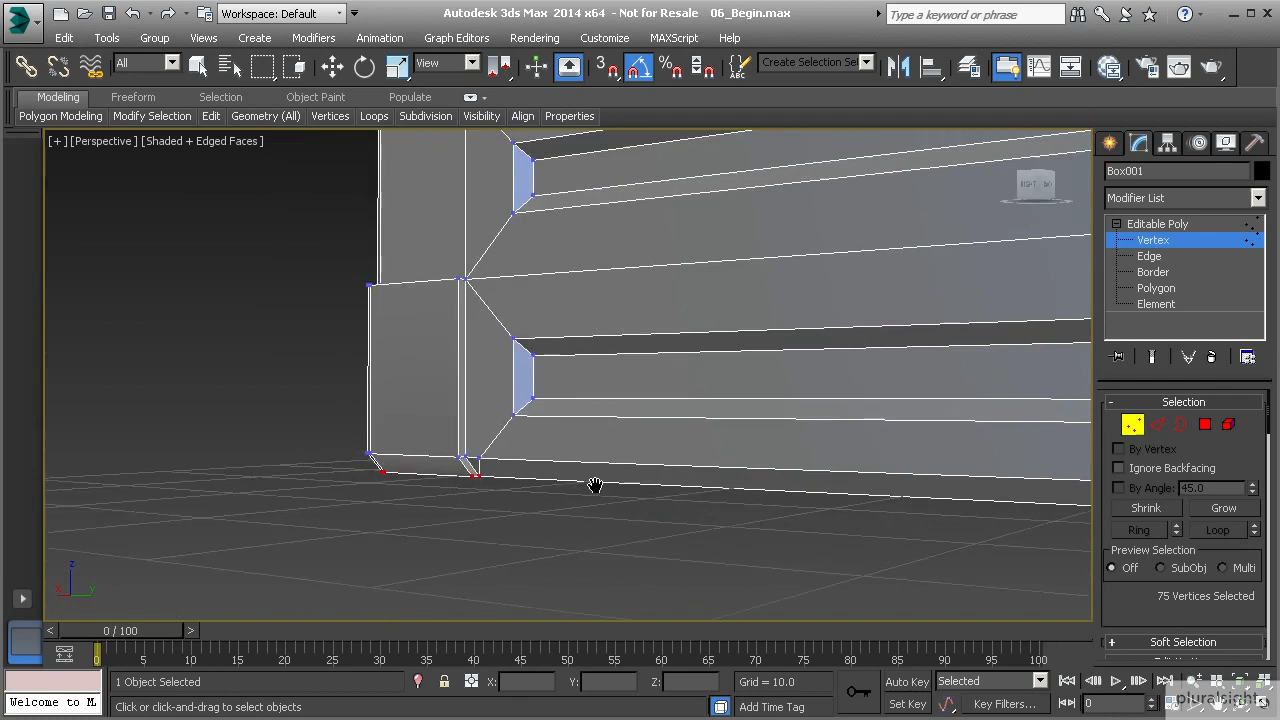 Workspace: Default
Autodesk 3ds Max 2014 x64 - Not for Resale 06_Begin.max
Type a keyword or phrase
Edit Tools Group Views Create Modifiers Animation Graph Editors Rendering Customize MAXScript Help
All View 3 Create Selection Se
Modeling Freeform Selection Object Paint Populate
Polygon Modeling Modify Selection Edit Geometry (All) Vertices Loops Subdivision Visibility Align Properties
[+] [Perspective] [Shaded + Edged Faces]
RIGHT
Box001
Modifier List
Editable Poly
Vertex
Edge
Border
Polygon
Element
Selection
By Vertex
Ignore Backfacing
By Angle: 45.0
Shrink Grow
Ring Loop
Preview Selection
Off SubObj Multi
75 Vertices Selected
Soft Selection
z
x y
0 / 100
0 5 10 15 20 25 30 35 40 45 50 55 60 65 70 75 80 85 90 95 100
1 Object Selected X: Y: Z: Grid = 10.0 Auto Key Selected
Welcome to M Click or click-and-drag to select objects Add Time Tag Set Key Key Filters... 0
pluralsight